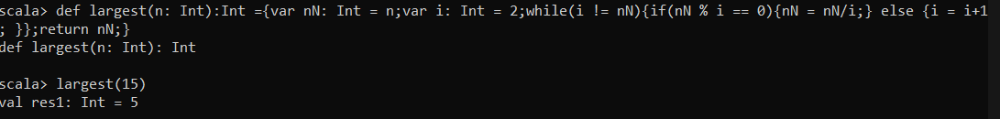 scala> def largest(n: Int):Int ={var nN: Int = n;var i: Int = 2;while(i != nN){if(nN % i == 0){nN = nN/i;} else {i = i+1
; }};return nN;}
def largest(n: Int): Int
scala> largest(15)
val res1: Int = 5